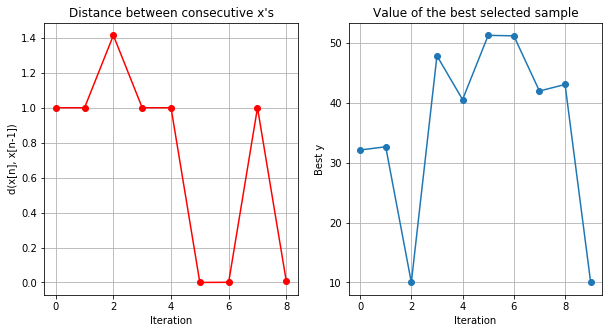 Distance between consecutive x's
d(x[n], x[n-1])
1.4
1.2
1.0
0.8
0.6
0.4
0.2
0.0
0 2 4 6 8
Iteration
Value of the best selected sample
Best y
50
40
30
20
10
0 2 4 6 8
Iteration